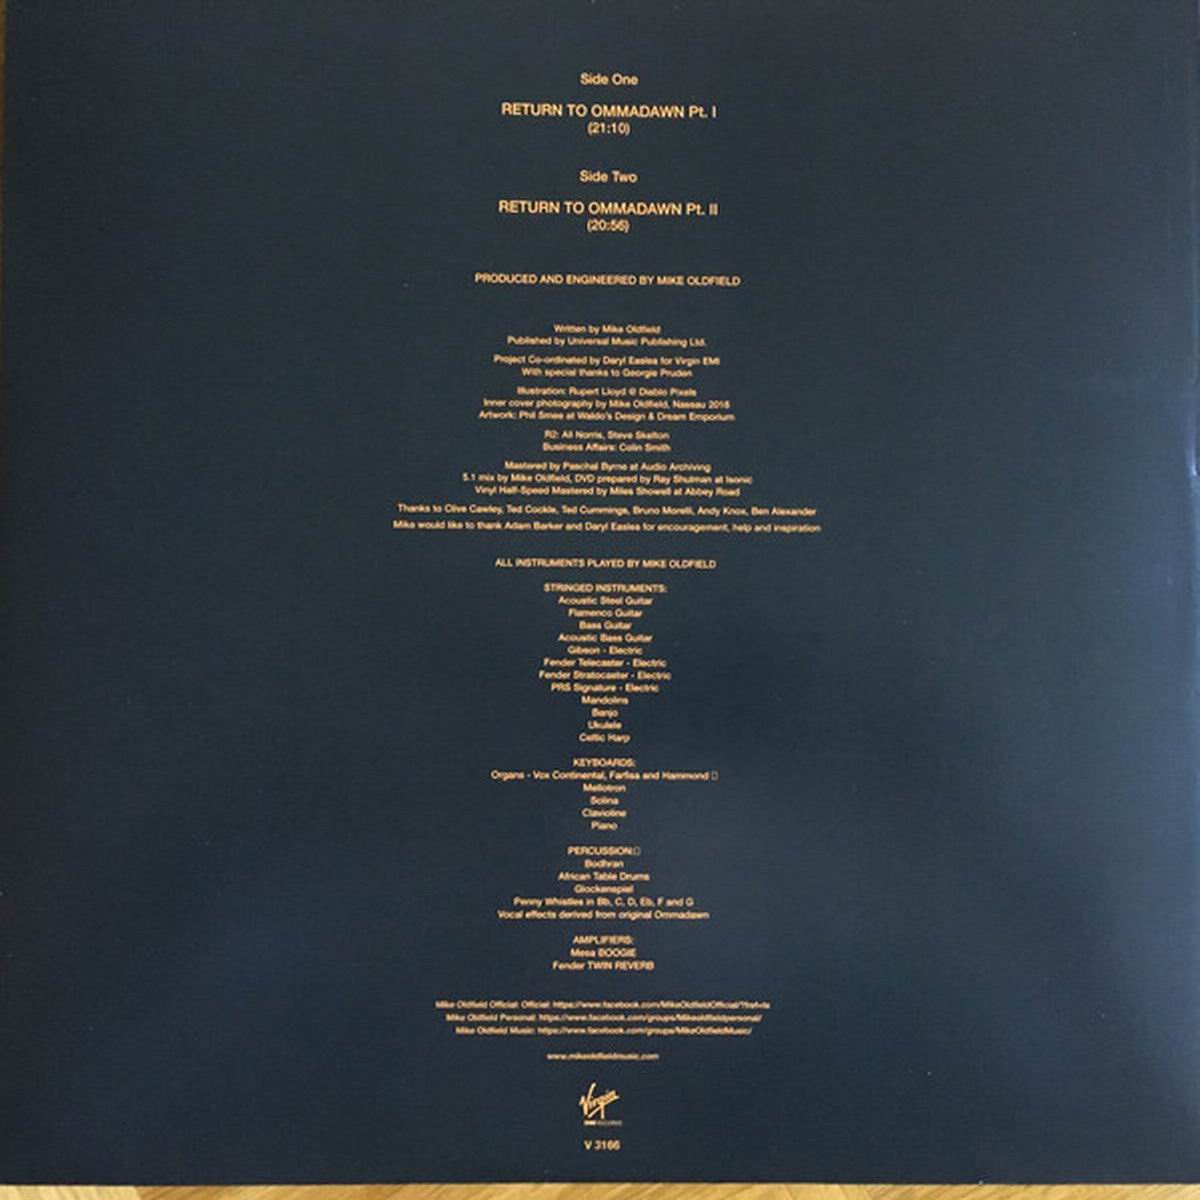 Side One
RETURN TO OMMADAWN Pt. I
(21:10)
Side Two
RETURN TO OMMADAWN Pt. II
(20:56)
PRODUCED AND ENGINEERED BY MIKE OLDFIELD
Written by Mike Oldfield
Published by Universal Music Publishing Ltd.
Project Co-ordinated by Daryl Easlea for Virgin EMI
With special thanks to Georgie Pruden
Illustration: Rupert Lloyd @ Diablo Pixels
Inner cover photography by Mike Oldfield, Nassau 2016
Artwork: Phil Smee at Waldo's Design & Dream Emporium
R2: Ali Norris, Steve Skelton
Business Affairs: Colin Smith
Mastered by Paschal Byrne at Audio Archiving
5.1 mix by Mike Oldfield, DVD prepared by Ray Shulman at Isonic
Vinyl Half-Speed Mastered by Miles Showell at Abbey Road
Thanks to Clive Cawley, Ted Cockle, Ted Cummings, Bruno Morelli, Andy Knox, Ben Alexander
Mike would like to thank Adam Barker and Daryl Easlea for encouragement, help and inspiration
ALL INSTRUMENTS PLAYED BY MIKE OLDFIELD
STRINGED INSTRUMENTS:
Acoustic Steel Guitar
Flamenco Guitar
Bass Guitar
Acoustic Bass Guitar
Gibson - Electric
Fender Telecaster - Electric
Fender Stratocaster - Electric
PRS Signature - Electric
Mandolins
Banjo
Ukulele
Celtic Harp
KEYBOARDS:
Organs - Vox Continental, Farfisa and Hammond
Mellotron
Solina
Clavioline
Piano
PERCUSSION:
Bodhran
African Table Drums
Glockenspiel
Penny Whistles in Bb, C, D, Eb, F and G
Vocal effects derived from original Ommadawn
AMPLIFIERS:
Mesa BOOGIE
Fender TWIN REVERB
Mike Oldfield Official: Official: https://www.facebook.com/MikeOldfieldOfficial/?fref=ts
Mike Oldfield Personal: https://www.facebook.com/groups/Mikeoldfieldpersonal/
Mike Oldfield Music: https://www.facebook.com/groups/MikeOldfieldMusic/
www.mikeoldfieldmusic.com
Virgin
V 3166